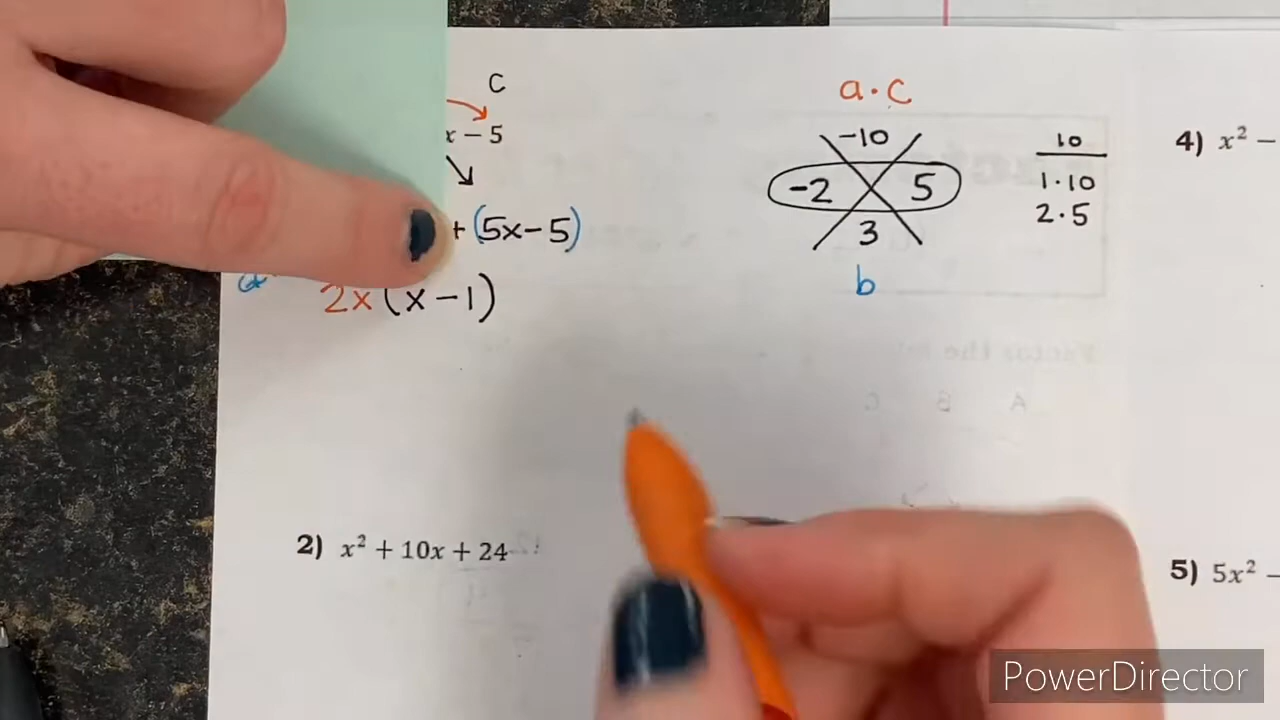 C
x − 5
+ (5x − 5)
2x (x − 1)
a · c
-10
-2 5
3
b
10
1 · 10
2 · 5
4) x² −
2) x² + 10x + 24
5) 5x² −
PowerDirector